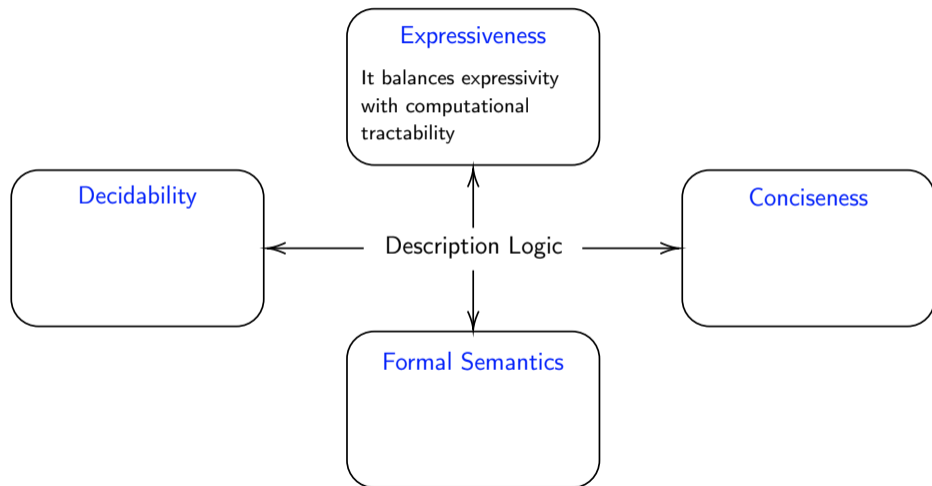 Expressiveness
It balances expressivity
with computational
tractability
Decidability
Conciseness
Description Logic
Formal Semantics